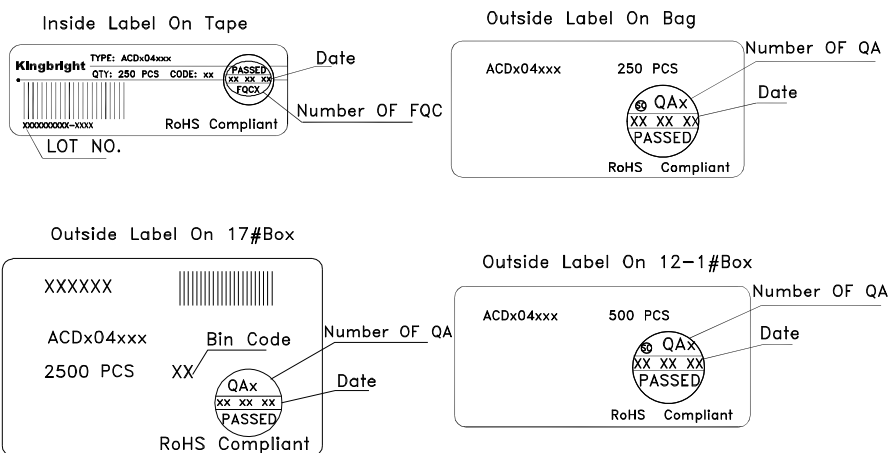 Inside Label On Tape
Kingbright
TYPE: ACDx04xxx
QTY: 250 PCS CODE: xx
PASSED
xx xx xx
FQCX
Date
Number OF FQC
xxxxxxxxxx-xxxx
RoHS Compliant
LOT NO.
Outside Label On Bag
ACDx04xxx 250 PCS
Number OF QA
QAx
Date
XX XX XX
PASSED
RoHS Compliant
Outside Label On 17#Box
XXXXXX
ACDx04xxx
Bin Code
Number OF QA
2500 PCS XX
QAx
Date
xx xx xx
PASSED
RoHS Compliant
Outside Label On 12-1#Box
ACDx04xxx 500 PCS
Number OF QA
QAx
Date
XX XX XX
PASSED
RoHS Compliant